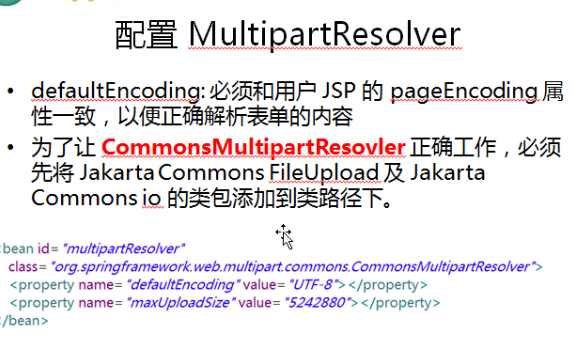 配置 MultipartResolver
• defaultEncoding: 必须和用户 JSP 的 pageEncoding 属
性一致，以便正确解析表单的内容
• 为了让 CommonsMultipartResovler 正确工作，必须
先将 Jakarta Commons FileUpload 及 Jakarta
Commons io 的类包添加到类路径下。
<bean id="multipartResolver"
class="org.springframework.web.multipart.commons.CommonsMultipartResolver">
<property name="defaultEncoding" value="UTF-8"></property>
<property name="maxUploadSize" value="5242880"></property>
</bean>